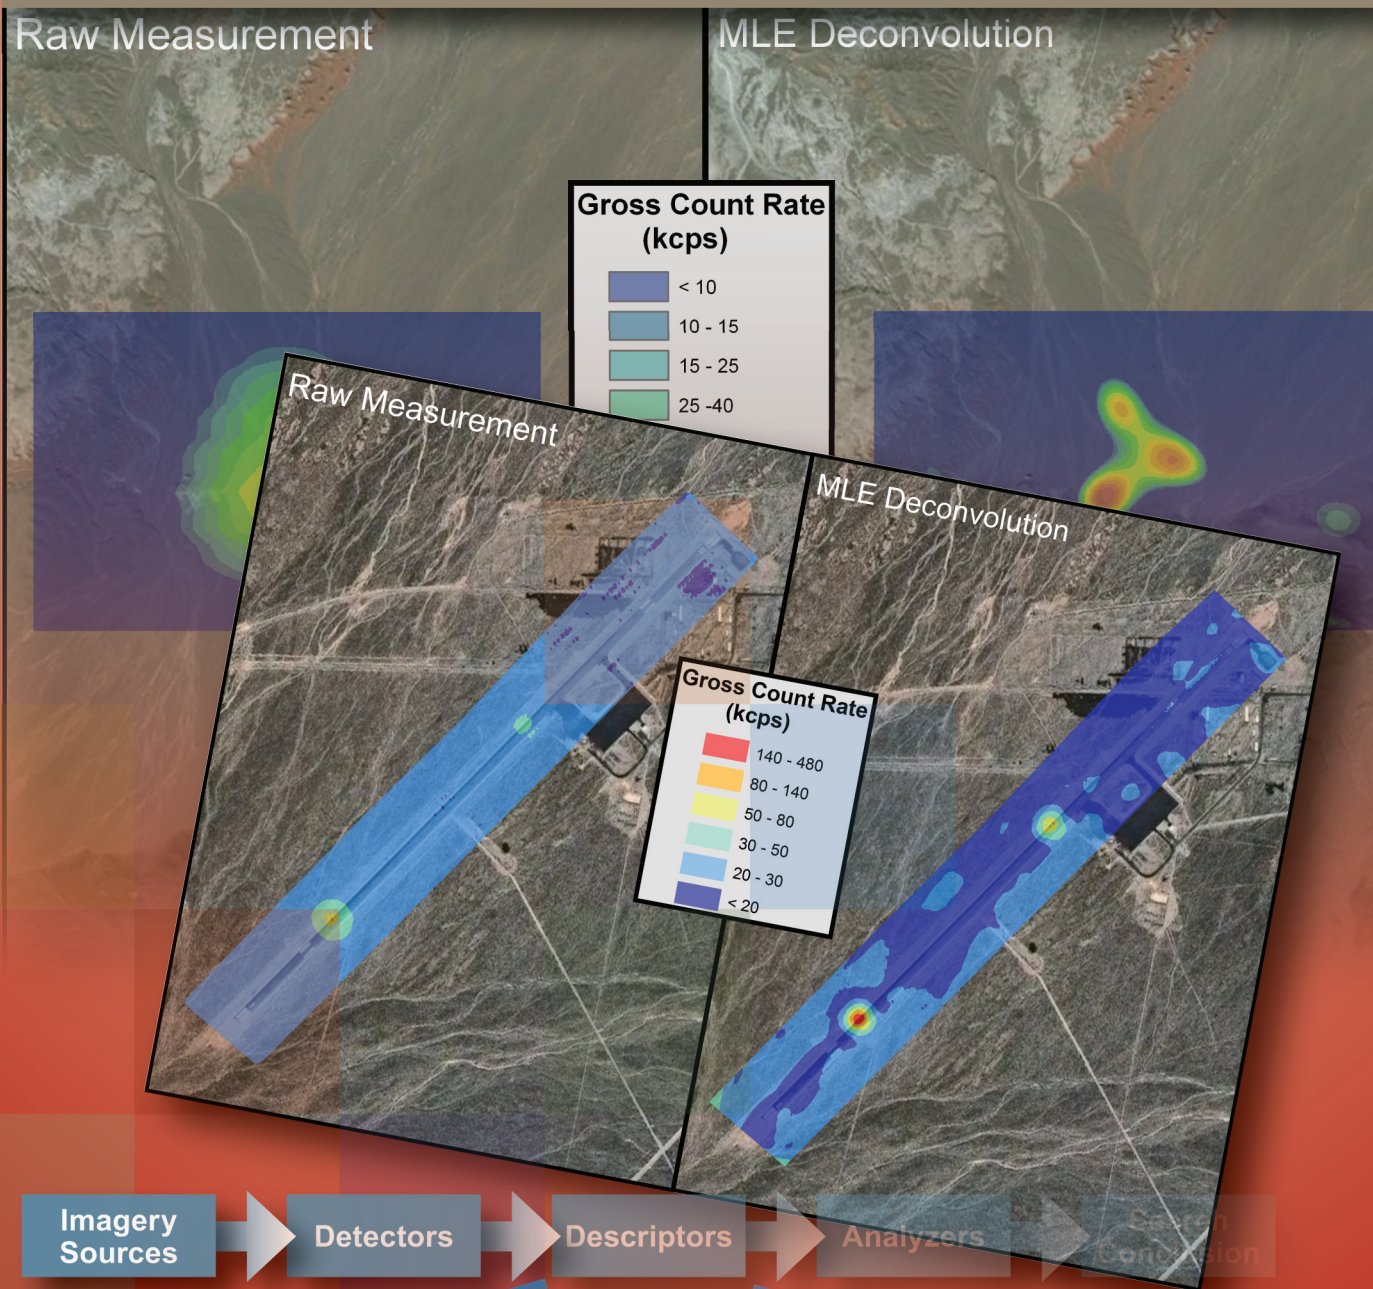 Raw Measurement
MLE Deconvolution
Gross Count Rate
(kcps)
< 10
10 - 15
15 - 25
25 -40
Raw Measurement
MLE Deconvolution
Gross Count Rate
(kcps)
140 - 480
80 - 140
50 - 80
30 - 50
20 - 30
< 20
Imagery
Sources
Detectors
Descriptors
Analyzers
Search
Conclusion